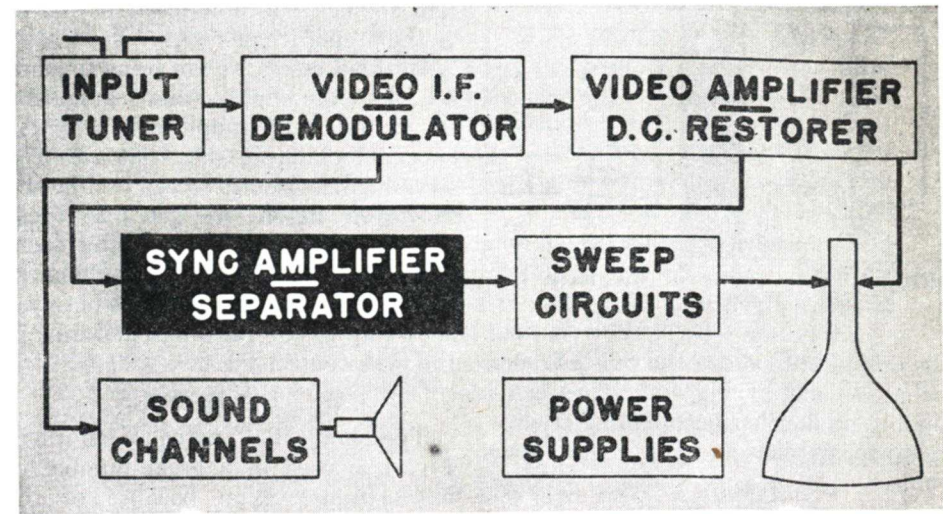 INPUT
TUNER
VIDEO I.F.
DEMODULATOR
VIDEO AMPLIFIER
D.C. RESTORER
SYNC AMPLIFIER
SEPARATOR
SWEEP
CIRCUITS
SOUND
CHANNELS
POWER
SUPPLIES